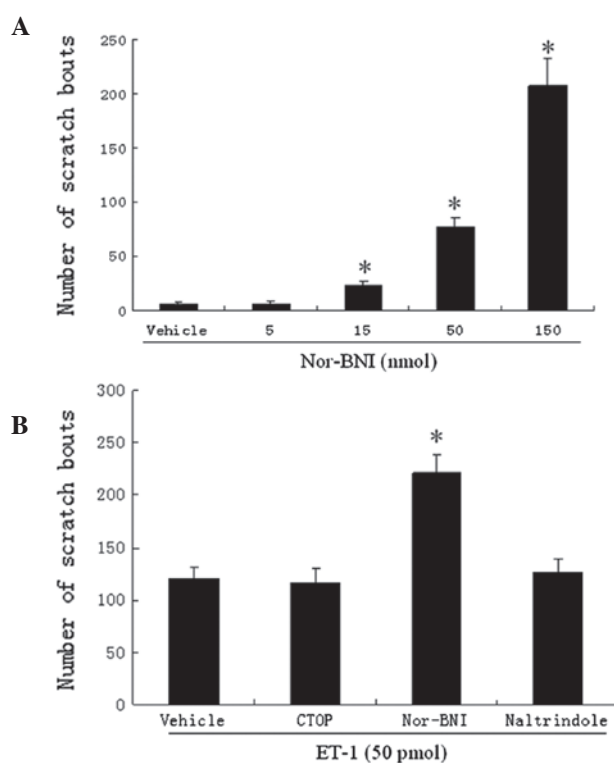 A
Number of scratch bouts
250
200
150
100
50
0
*
*
*
Vehicle 5 15 50 150
Nor-BNI (nmol)
B
Number of scratch bouts
300
250
200
150
100
50
0
*
Vehicle CTOP Nor-BNI Naltrindole
ET-1 (50 pmol)